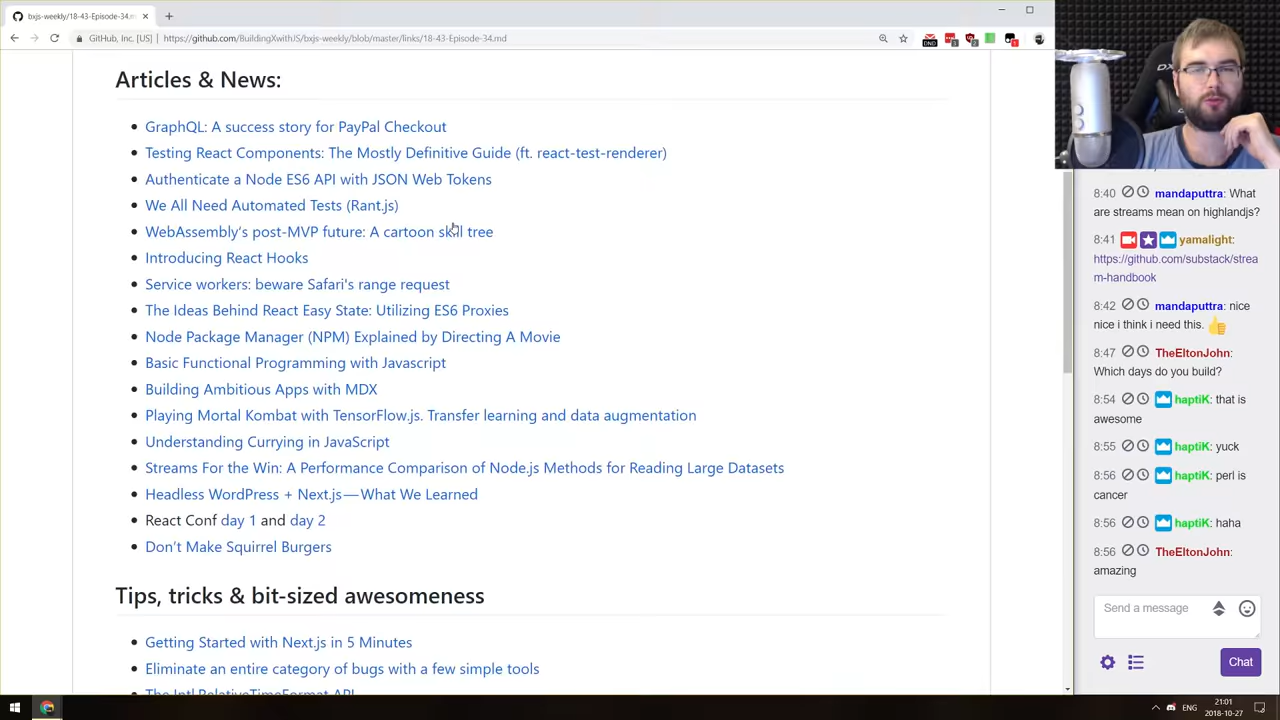 bxjs-weekly/18-43-Episode-34.m
GitHub, Inc. [US]
https://github.com/BuildingXwithJS/bxjs-weekly/blob/master/links/18-43-Episode-34.md
DND
Articles & News:
GraphQL: A success story for PayPal Checkout
Testing React Components: The Mostly Definitive Guide (ft. react-test-renderer)
Authenticate a Node ES6 API with JSON Web Tokens
We All Need Automated Tests (Rant.js)
WebAssembly's post-MVP future: A cartoon skill tree
Introducing React Hooks
Service workers: beware Safari's range request
The Ideas Behind React Easy State: Utilizing ES6 Proxies
Node Package Manager (NPM) Explained by Directing A Movie
Basic Functional Programming with Javascript
Building Ambitious Apps with MDX
Playing Mortal Kombat with TensorFlow.js. Transfer learning and data augmentation
Understanding Currying in JavaScript
Streams For the Win: A Performance Comparison of Node.js Methods for Reading Large Datasets
Headless WordPress + Next.js — What We Learned
React Conf day 1 and day 2
Don't Make Squirrel Burgers
Tips, tricks & bit-sized awesomeness
Getting Started with Next.js in 5 Minutes
Eliminate an entire category of bugs with a few simple tools
The Intl.RelativeTimeFormat API
8:40 mandaputtra: What
are streams mean on highlandjs?
8:41 yamalight:
https://github.com/substack/strea
m-handbook
8:42 mandaputtra: nice
nice i think i need this.
8:47 TheEltonJohn:
Which days do you build?
8:54 haptiK: that is
awesome
8:55 haptiK: yuck
8:56 haptiK: perl is
cancer
8:56 haptiK: haha
8:56 TheEltonJohn:
amazing
Send a message
Chat
ENG
21:01
2018-10-27